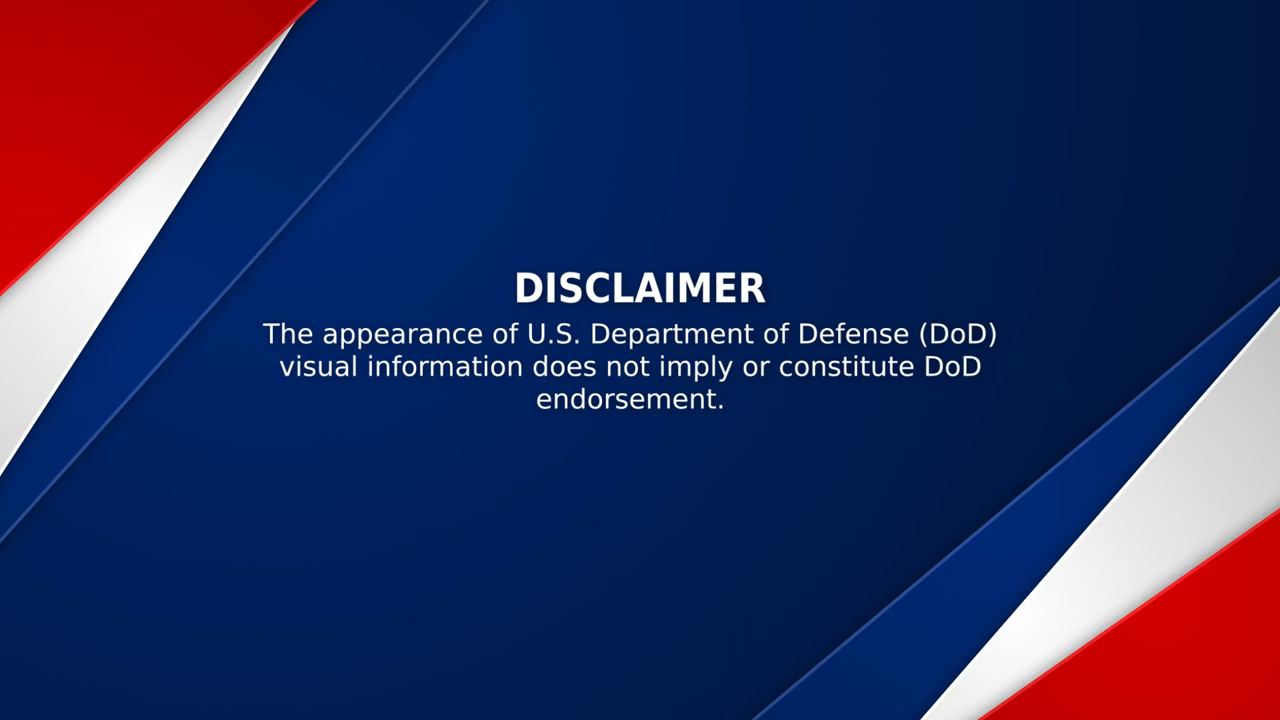 DISCLAIMER
The appearance of U.S. Department of Defense (DoD)
visual information does not imply or constitute DoD
endorsement.